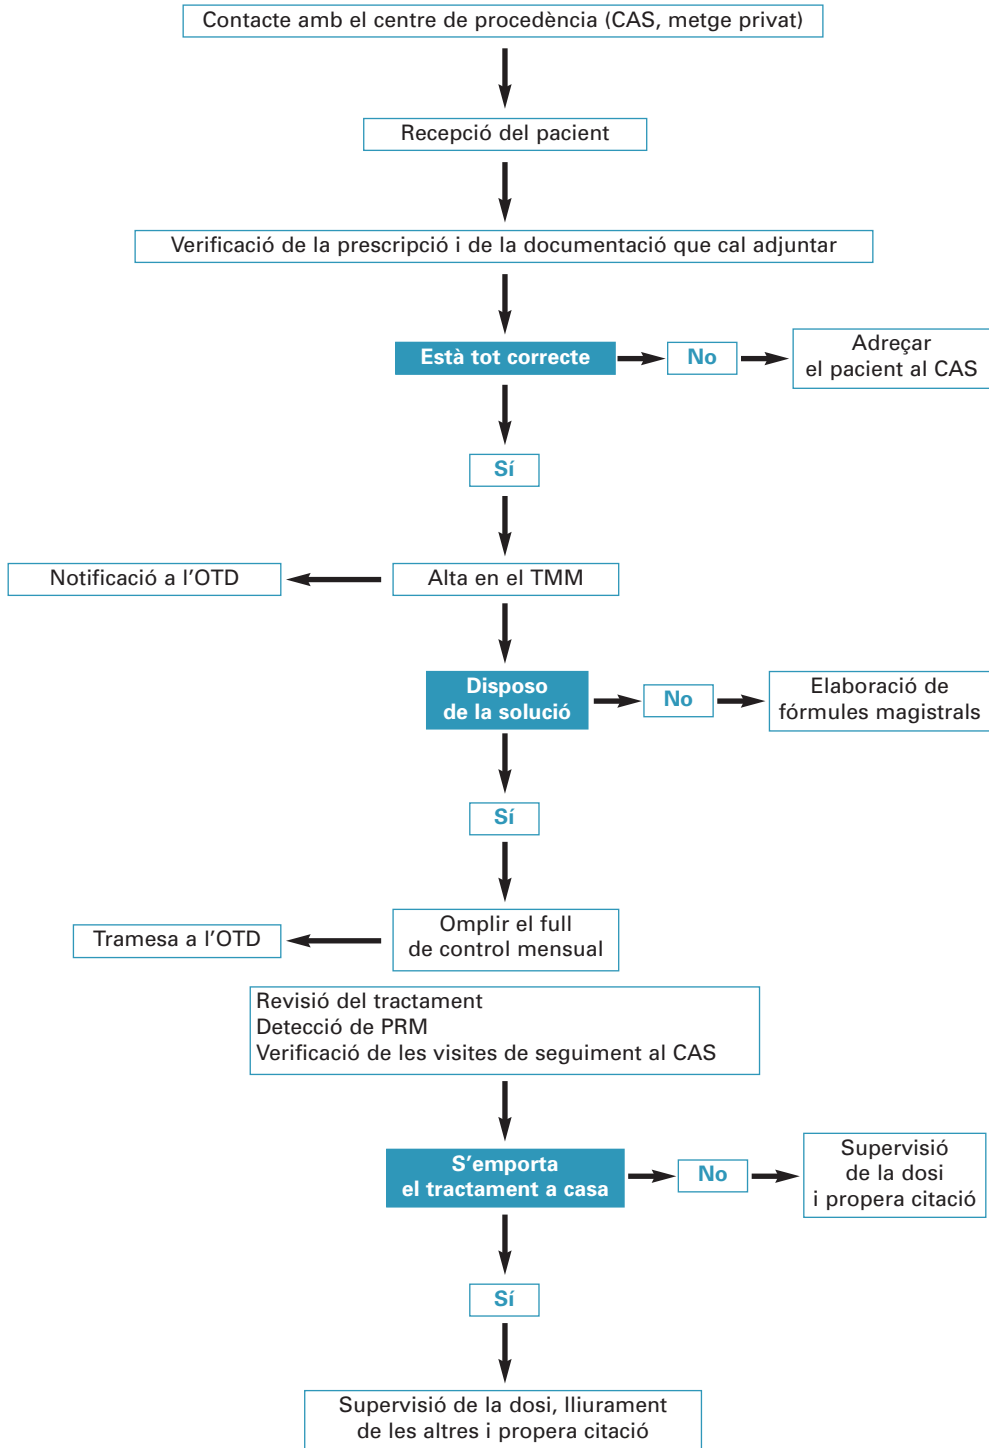 Contacte amb el centre de procedència (CAS, metge privat)
Recepció del pacient
Verificació de la prescripció i de la documentació que cal adjuntar
Està tot correcte
No
Adreçar
el pacient al CAS
Sí
Notificació a l’OTD
Alta en el TMM
Disposo
de la solució
No
Elaboració de
fórmules magistrals
Sí
Tramesa a l’OTD
Omplir el full
de control mensual
Revisió del tractament
Detecció de PRM
Verificació de les visites de seguiment al CAS
S’emporta
el tractament a casa
No
Supervisió
de la dosi
i propera citació
Sí
Supervisió de la dosi, lliurament
de les altres i propera citació